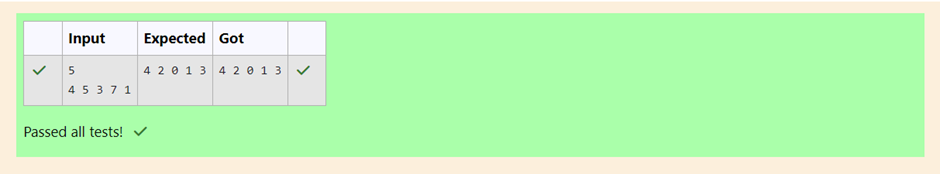 Input Expected Got
5 4 2 0 1 3 4 2 0 1 3
4 5 3 7 1
Passed all tests!